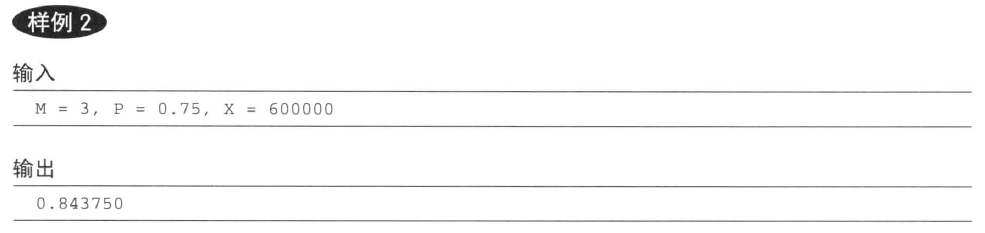 样例 2
输入
M = 3, P = 0.75, X = 600000
输出
0.843750